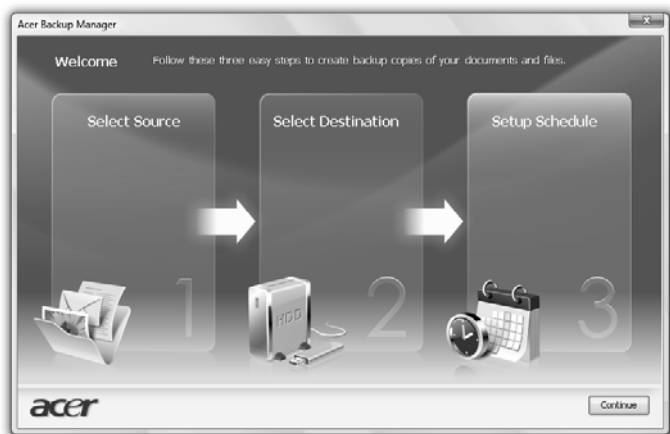 Acer Backup Manager
Welcome
Follow these three easy steps to create backup copies of your documents and files.
Select Source
Select Destination
Setup Schedule
1
HDD
2
3
acer
Continue